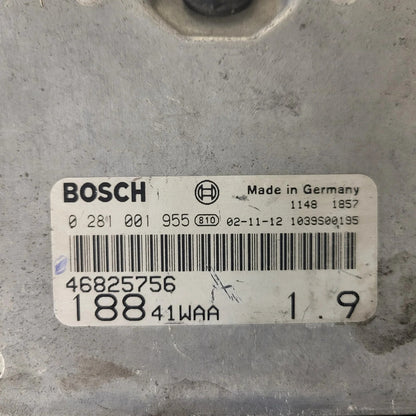 BOSCH Made in Germany
1148 1857
0 281 001 955 810 02-11-12 1039S00195
46825756
188 41WAA 1.9